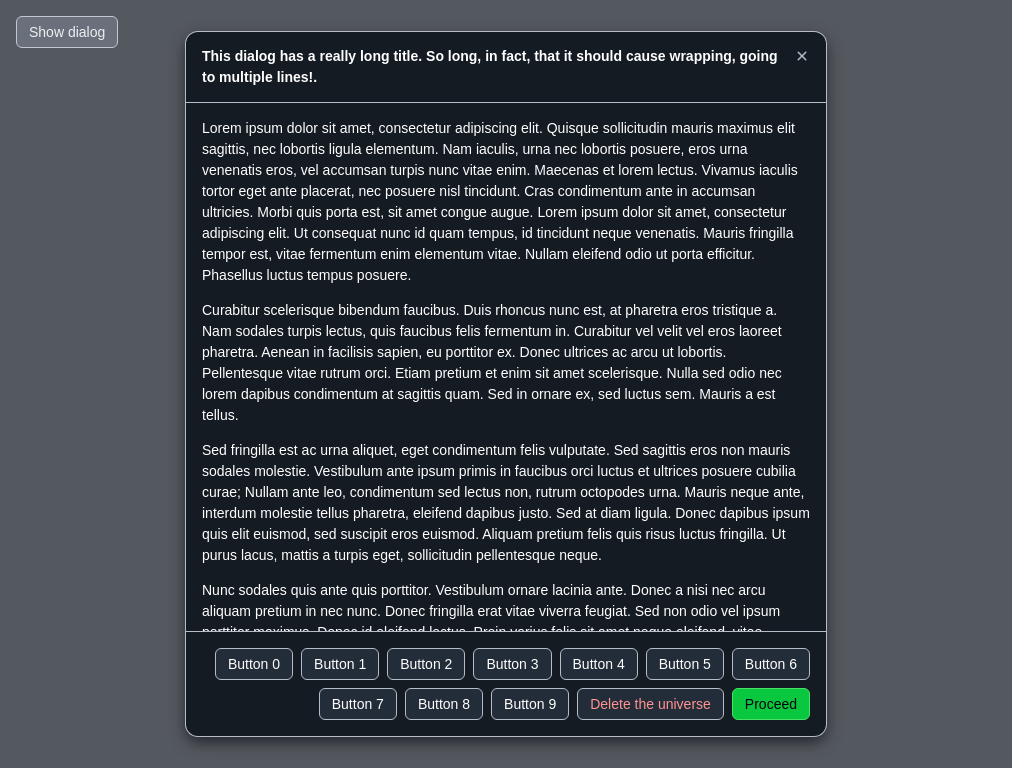 Show dialog
This dialog has a really long title. So long, in fact, that it should cause wrapping, going
to multiple lines!.
Lorem ipsum dolor sit amet, consectetur adipiscing elit. Quisque sollicitudin mauris maximus elit
sagittis, nec lobortis ligula elementum. Nam iaculis, urna nec lobortis posuere, eros urna
venenatis eros, vel accumsan turpis nunc vitae enim. Maecenas et lorem lectus. Vivamus iaculis
tortor eget ante placerat, nec posuere nisl tincidunt. Cras condimentum ante in accumsan
ultricies. Morbi quis porta est, sit amet congue augue. Lorem ipsum dolor sit amet, consectetur
adipiscing elit. Ut consequat nunc id quam tempus, id tincidunt neque venenatis. Mauris fringilla
tempor est, vitae fermentum enim elementum vitae. Nullam eleifend odio ut porta efficitur.
Phasellus luctus tempus posuere.
Curabitur scelerisque bibendum faucibus. Duis rhoncus nunc est, at pharetra eros tristique a.
Nam sodales turpis lectus, quis faucibus felis fermentum in. Curabitur vel velit vel eros laoreet
pharetra. Aenean in facilisis sapien, eu porttitor ex. Donec ultrices ac arcu ut lobortis.
Pellentesque vitae rutrum orci. Etiam pretium et enim sit amet scelerisque. Nulla sed odio nec
lorem dapibus condimentum at sagittis quam. Sed in ornare ex, sed luctus sem. Mauris a est
tellus.
Sed fringilla est ac urna aliquet, eget condimentum felis vulputate. Sed sagittis eros non mauris
sodales molestie. Vestibulum ante ipsum primis in faucibus orci luctus et ultrices posuere cubilia
curae; Nullam ante leo, condimentum sed lectus non, rutrum octopodes urna. Mauris neque ante,
interdum molestie tellus pharetra, eleifend dapibus justo. Sed at diam ligula. Donec dapibus ipsum
quis elit euismod, sed suscipit eros euismod. Aliquam pretium felis quis risus luctus fringilla. Ut
purus lacus, mattis a turpis eget, sollicitudin pellentesque neque.
Nunc sodales quis ante quis porttitor. Vestibulum ornare lacinia ante. Donec a nisi nec arcu
aliquam pretium in nec nunc. Donec fringilla erat vitae viverra feugiat. Sed non odio vel ipsum
porttitor maximus. Donec id eleifend lectus. Proin varius felis sit amet neque eleifend, vitae
Button 0 Button 1 Button 2 Button 3 Button 4 Button 5 Button 6
Button 7 Button 8 Button 9 Delete the universe Proceed